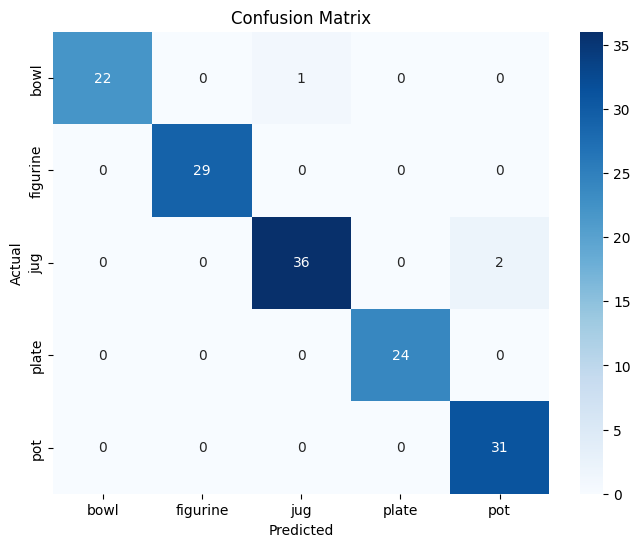 Confusion Matrix
bowl 22 0 1 0 0
figurine 0 29 0 0 0
jug 0 0 36 0 2
plate 0 0 0 24 0
pot 0 0 0 0 31
bowl figurine jug plate pot
Predicted
Actual
35
30
25
20
15
10
5
0